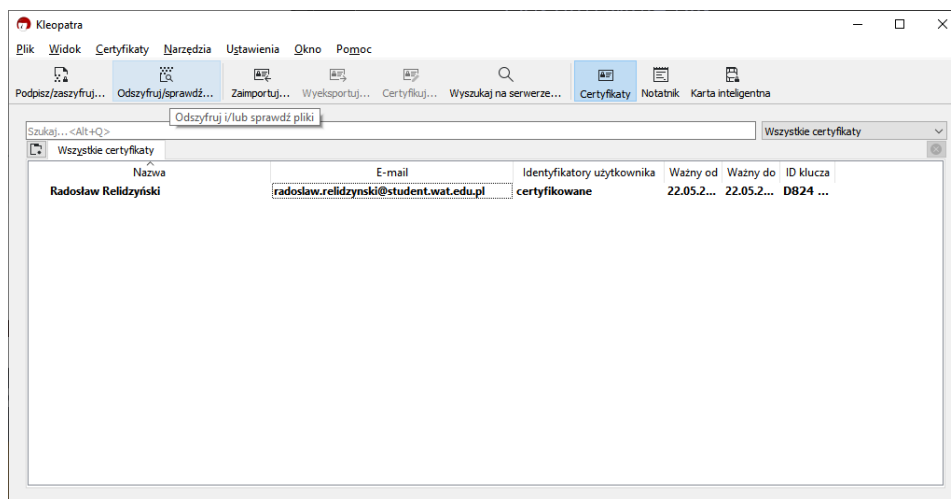 Kleopatra
Plik Widok Certyfikaty Narzędzia Ustawienia Okno Pomoc
Podpisz/zaszyfruj... Odszyfruj/sprawdź... Zaimportuj... Wyeksportuj... Certyfikuj... Wyszukaj na serwerze... Certyfikaty Notatnik Karta inteligentna
Odszyfruj i/lub sprawdź pliki
Szukaj...<Alt+Q> Wszystkie certyfikaty
Wszystkie certyfikaty
Nazwa E-mail Identyfikatory użytkownika Ważny od Ważny do ID klucza
Radosław Relidzyński radoslaw.relidzynski@student.wat.edu.pl certyfikowane 22.05.2... 22.05.2... D824 ...